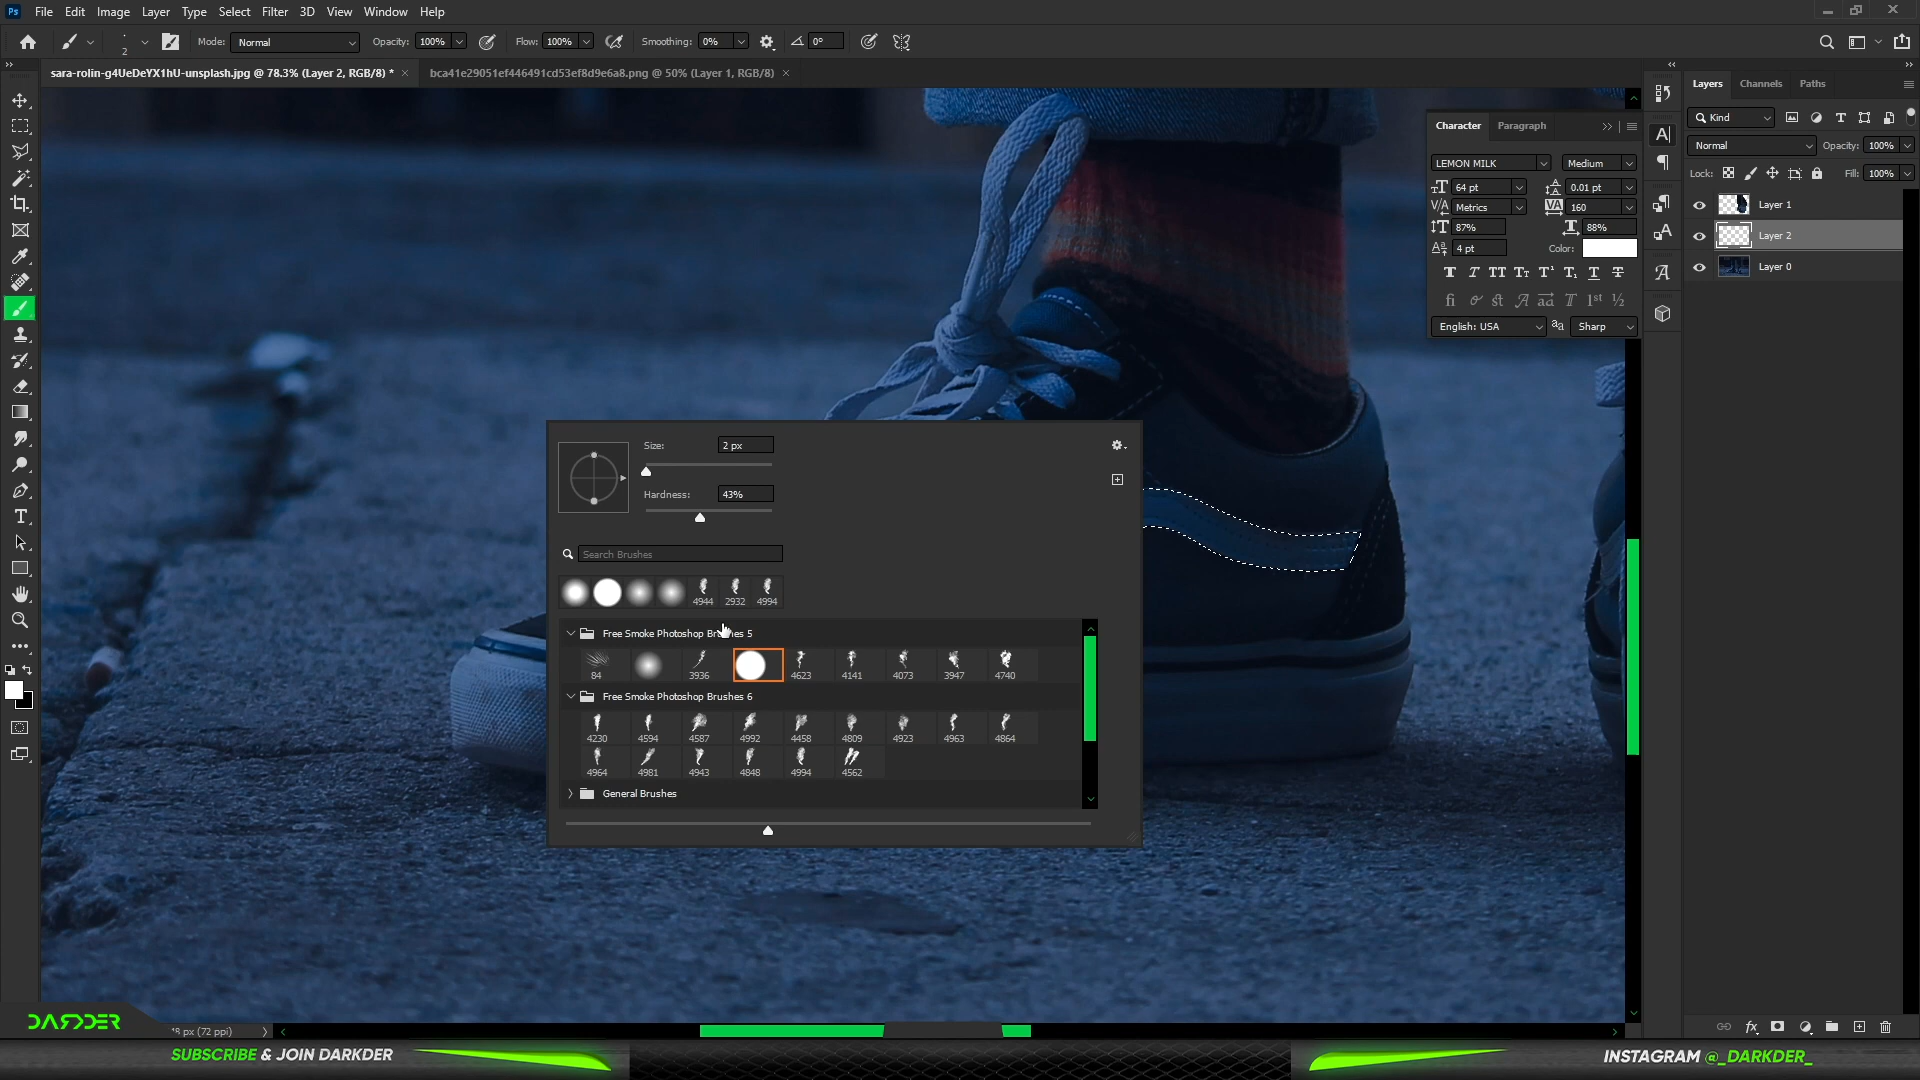 Ps File Edit Image Layer Type Select Filter 3D View Window Help
2 Mode: Normal Opacity: 100% Flow: 100% Smoothing: 0% 0°
sara-rolin-g4UeDeYX1hU-unsplash.jpg @ 78.3% (Layer 2, RGB/8) * × bca41e29051ef446491cd53ef8d9e6a8.png @ 50% (Layer 1, RGB/8) ×
Layers Channels Paths
Kind
Normal Opacity: 100%
Lock: Fill: 100%
Layer 1
Layer 2
Layer 0
Character Paragraph
LEMON MILK Medium
64 pt 0.01 pt
Metrics 160
87% 88%
4 pt Color:
English: USA Sharp
Size: 2 px
Hardness: 43%
Search Brushes
4944 2932 4994
Free Smoke Photoshop Brushes 5
84 3936 4623 4141 4073 3947 4740
Free Smoke Photoshop Brushes 6
4230 4594 4587 4992 4458 4809 4923 4963 4864
4964 4981 4943 4848 4994 4562
General Brushes
DARKDER
px (72 ppi)
SUBSCRIBE & JOIN DARKDER
INSTAGRAM @_DARKDER_